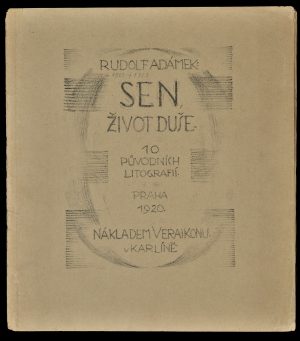 RUDOLF ADÁMEK:
SEN,
ŽIVOT DUŠE.
10
PŮVODNÍCH
LITOGRAFIÍ.
PRAHA
1920.
NÁKLADEM VERAIKONU
V KARLÍNĚ.